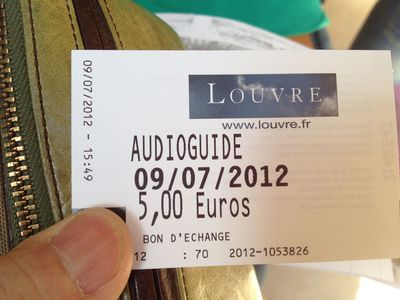 09/07/2012 - 15:49
LOUVRE
www.louvre.fr
AUDIOGUIDE
09/07/2012
5,00 Euros
BON D'ECHANGE
12 : 70 2012-1053826